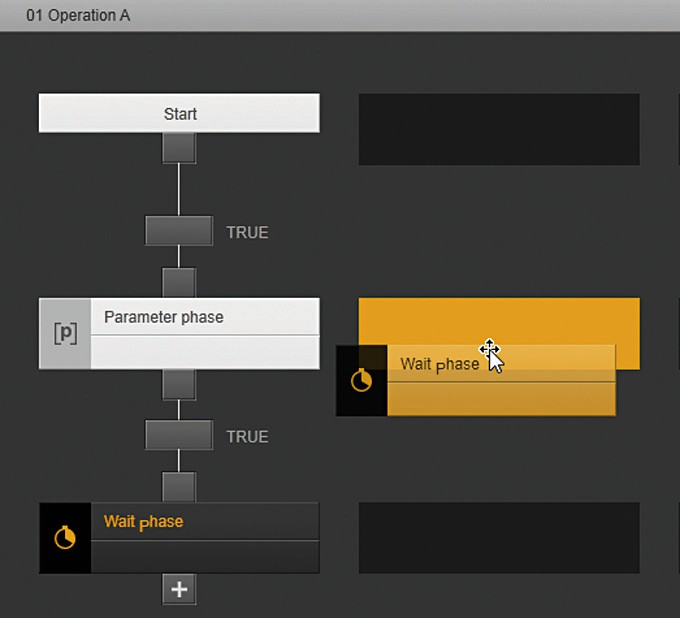 01 Operation A
Start
TRUE
[p] Parameter phase
Wait phase
TRUE
Wait phase
+